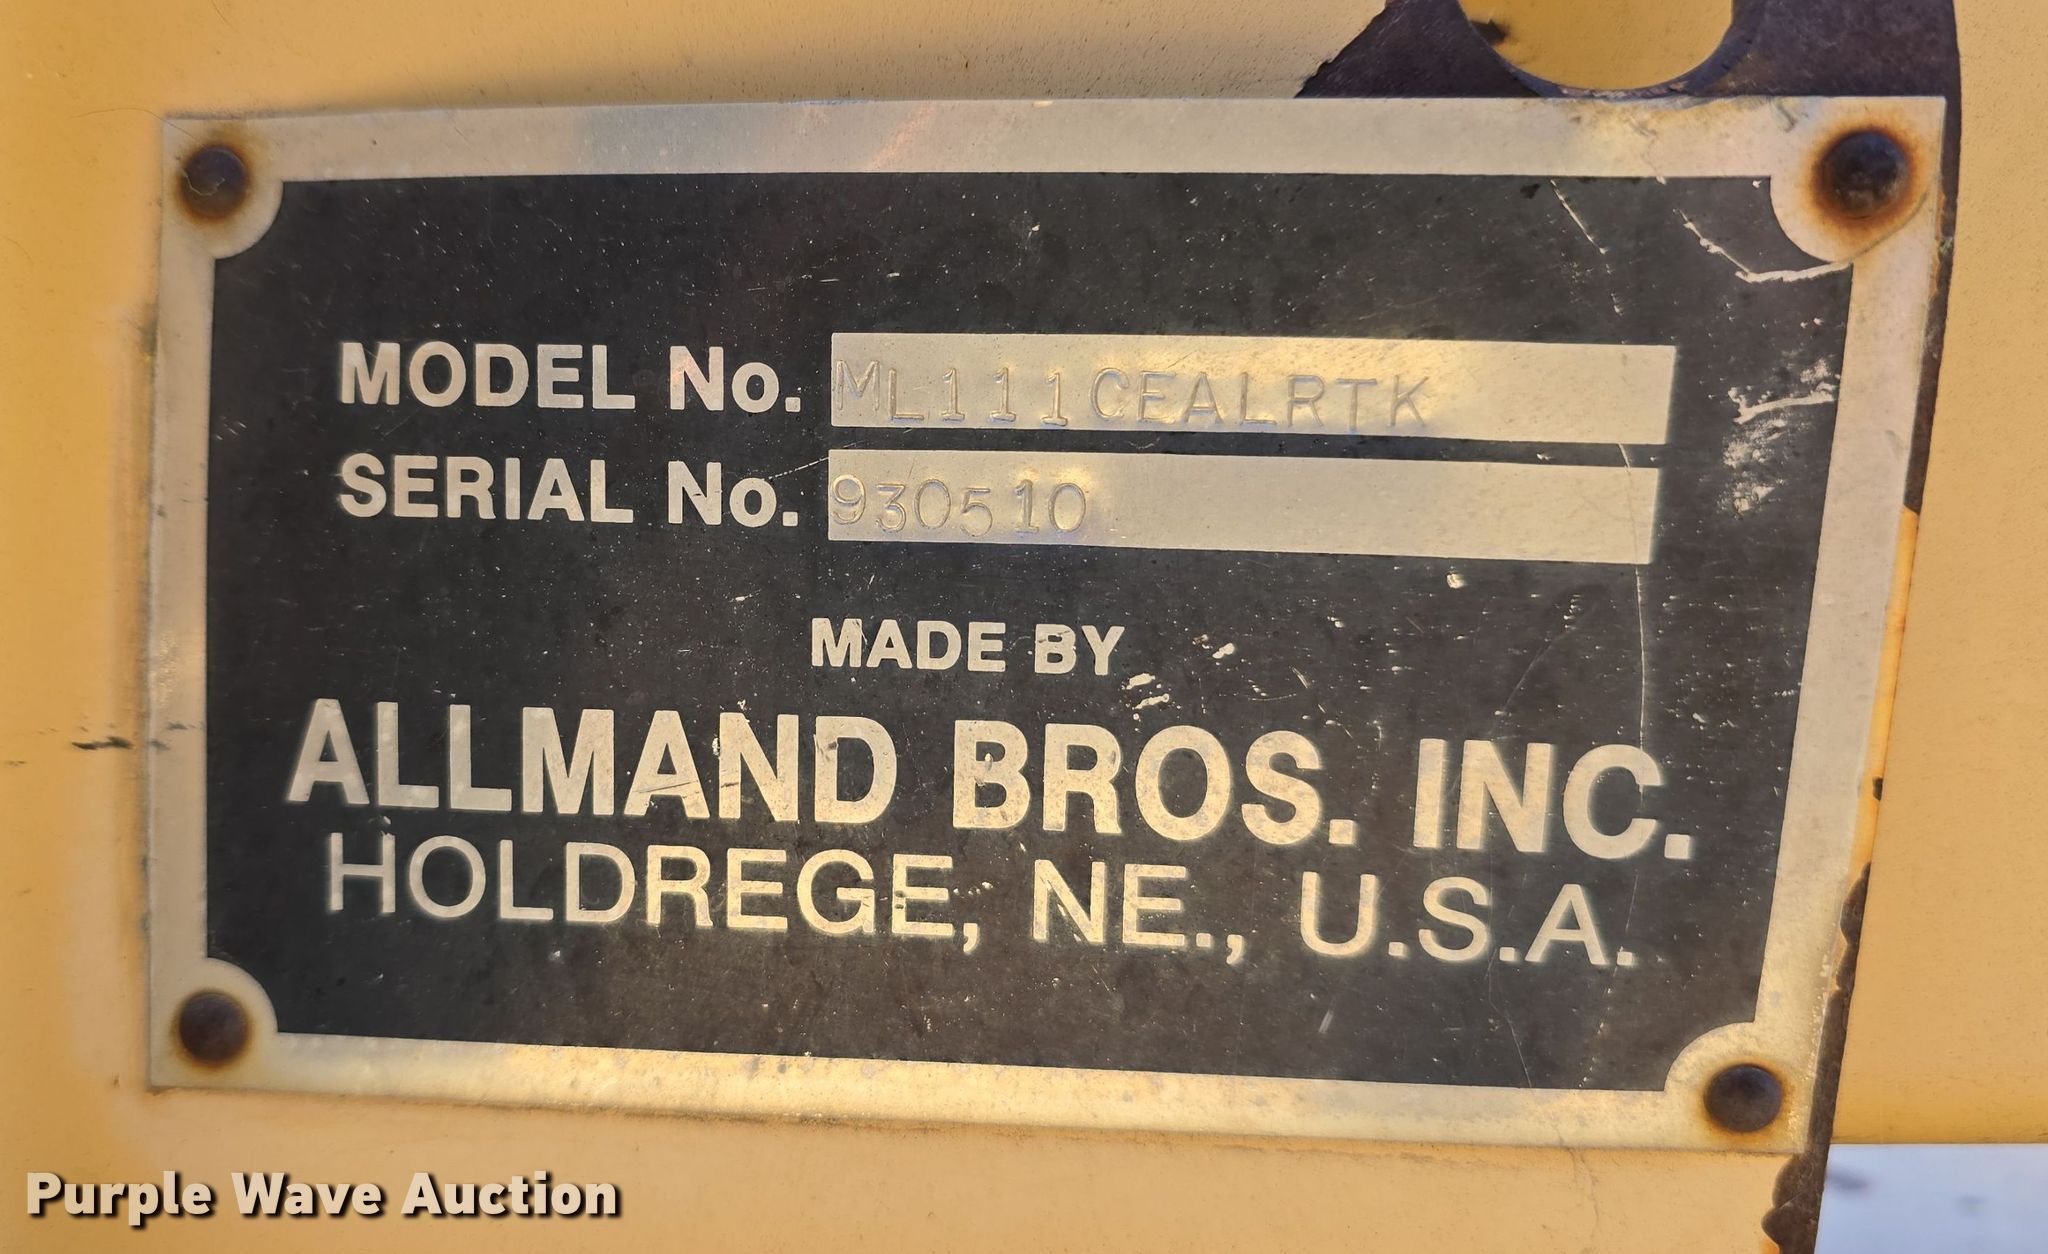 MODEL No. ML111CEALRTK
SERIAL No. 930510
MADE BY
ALLMAND BROS. INC.
HOLDREGE, NE., U.S.A.
Purple Wave Auction